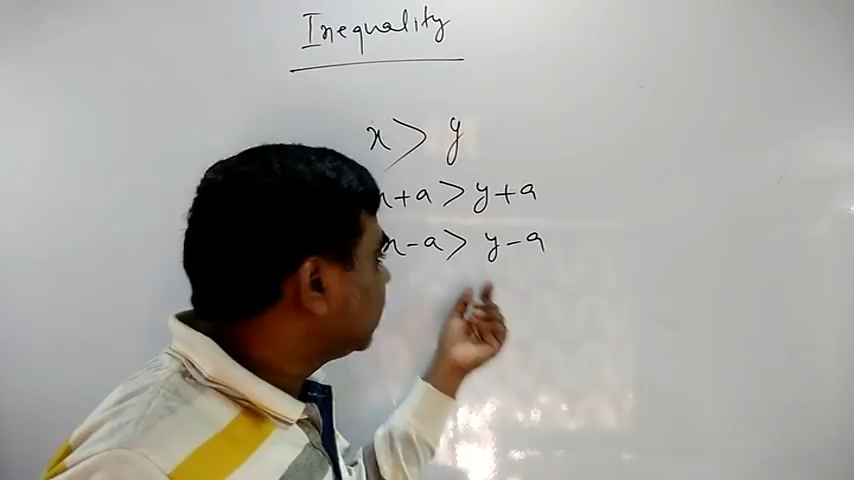 Inequality
x > y
x+a > y+a
x-a > y-a